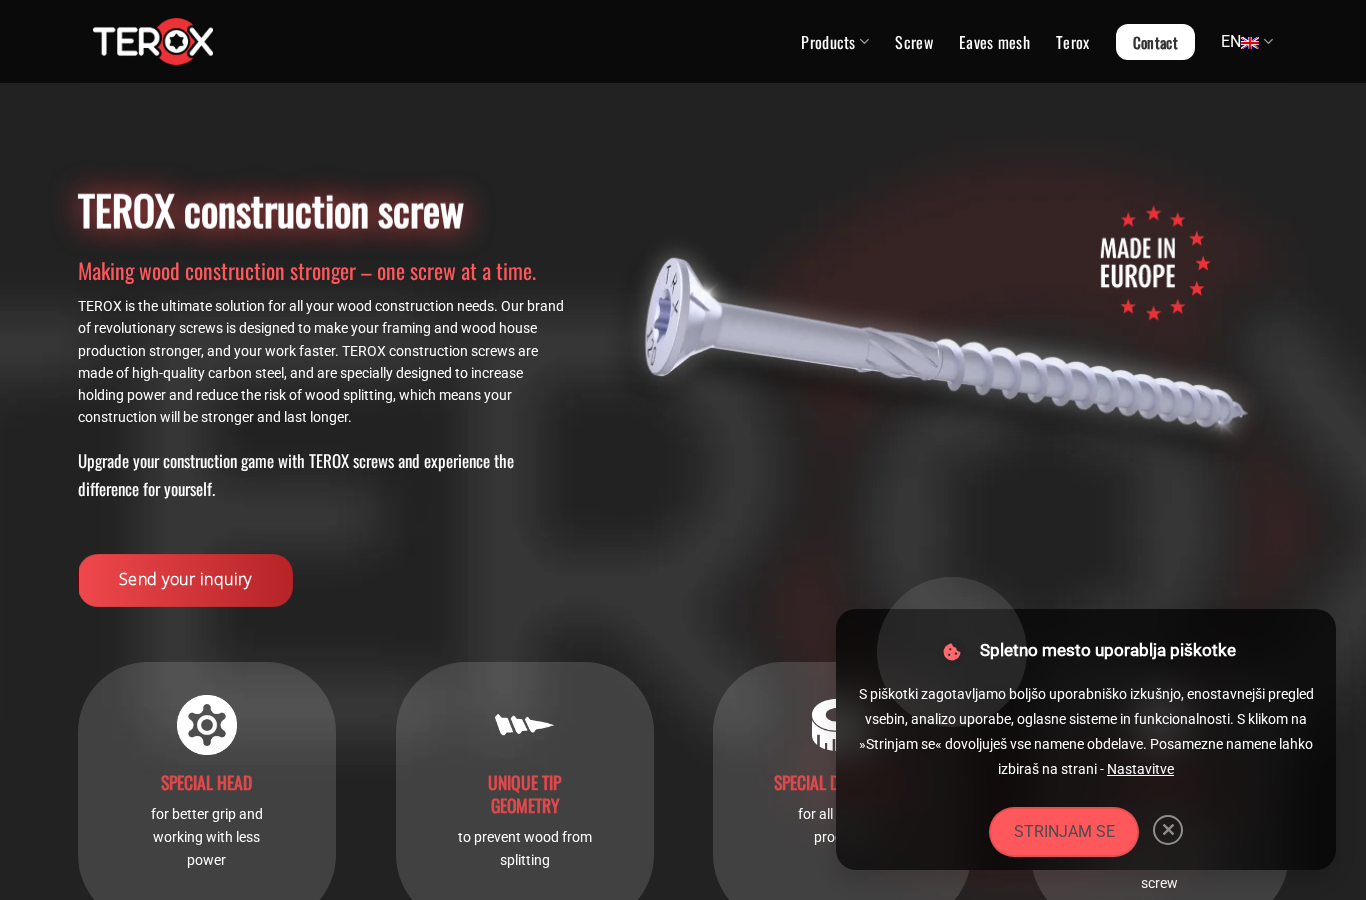 TEROX
Products
Screw
Eaves mesh
Terox
Contact
EN
TEROX construction screw
Making wood construction stronger – one screw at a time.
TEROX is the ultimate solution for all your wood construction needs. Our brand
of revolutionary screws is designed to make your framing and wood house
production stronger, and your work faster. TEROX construction screws are
made of high-quality carbon steel, and are specially designed to increase
holding power and reduce the risk of wood splitting, which means your
construction will be stronger and last longer.
Upgrade your construction game with TEROX screws and experience the
difference for yourself.
Send your inquiry
MADE IN
EUROPE
SPECIAL HEAD
for better grip and
working with less
power
UNIQUE TIP
GEOMETRY
to prevent wood from
splitting
SPECIAL
for all
screw
Spletno mesto uporablja piškotke
S piškotki zagotavljamo boljšo uporabniško izkušnjo, enostavnejši pregled
vsebin, analizo uporabe, oglasne sisteme in funkcionalnosti. S klikom na
»Strinjam se« dovoljuješ vse namene obdelave. Posamezne namene lahko
izbiraš na strani - Nastavitve
STRINJAM SE